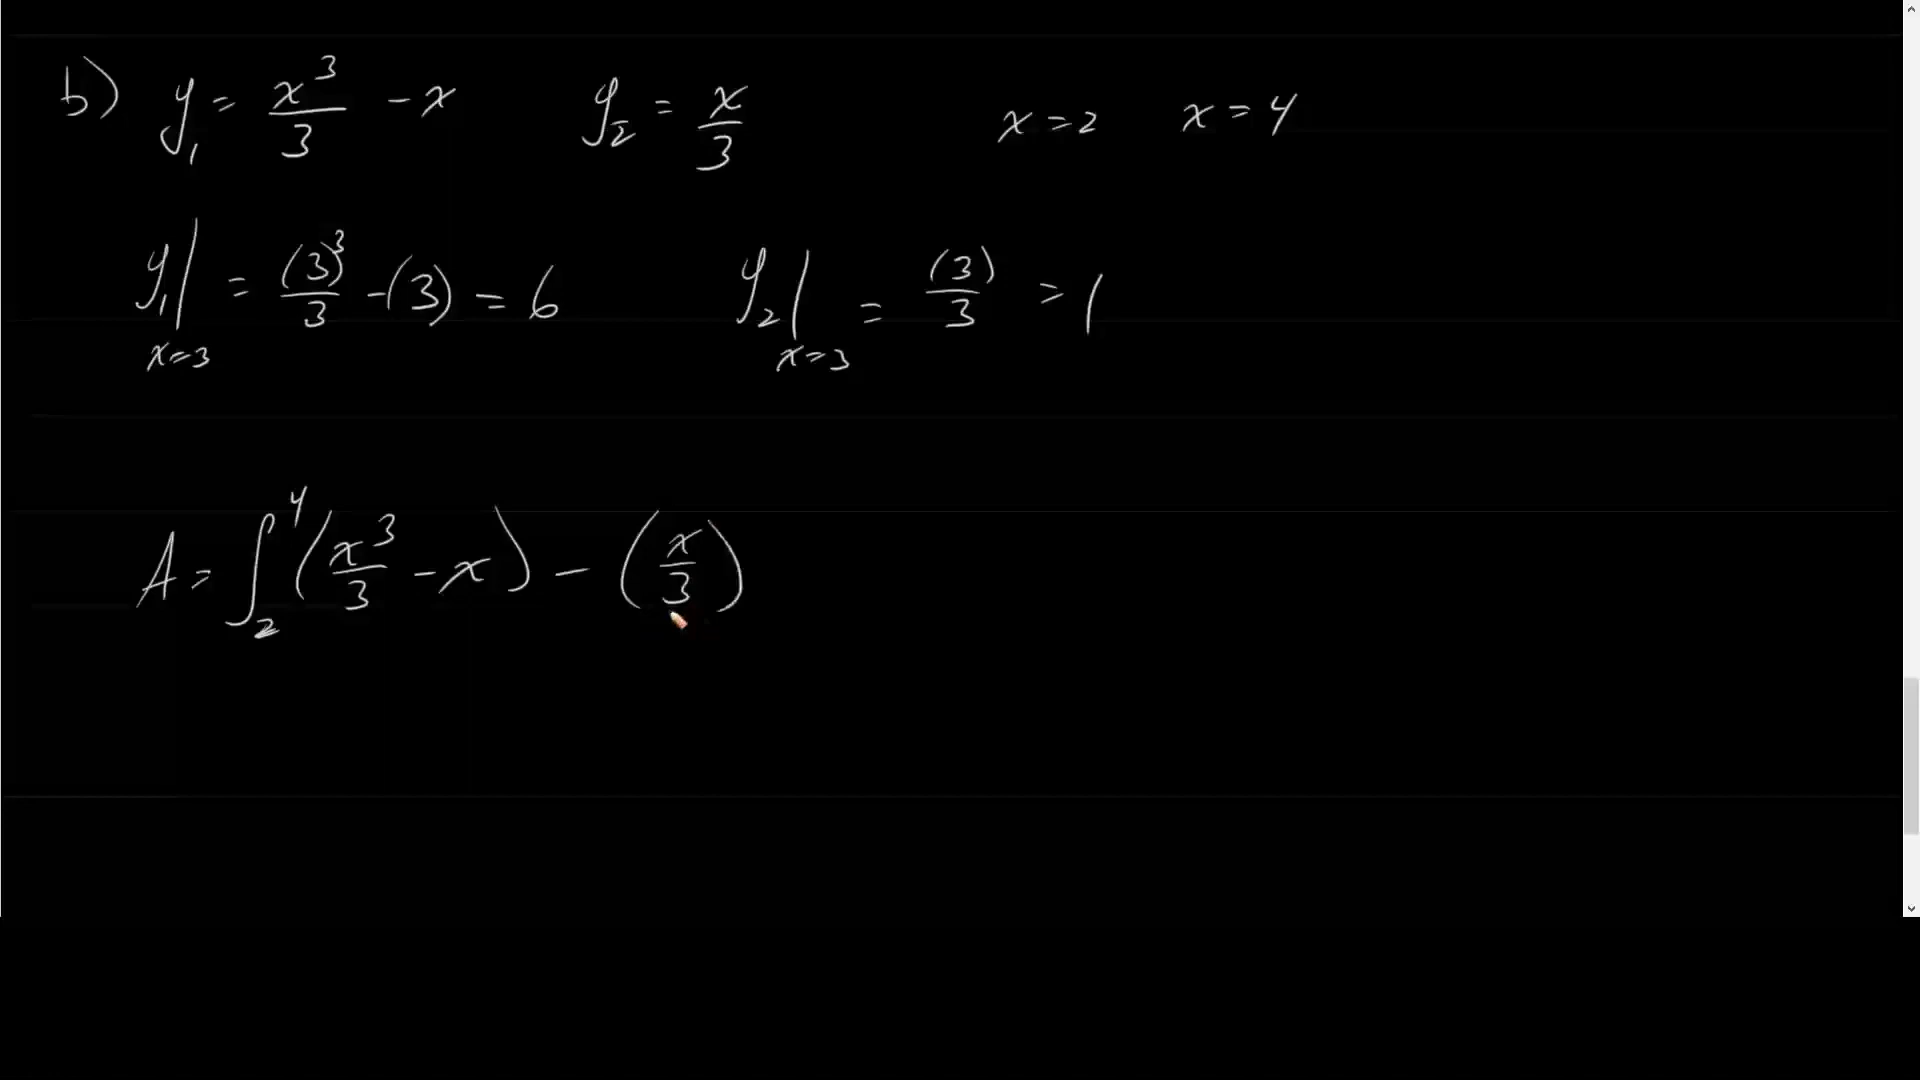 b) y₁ = x³/3 - x   y₂ = x/3   x = 2   x = 4
y₁|ₓ₌₃ = (3)³/3 - (3) = 6   y₂|ₓ₌₃ = (3)/3 = 1
A = ∫₂⁴ (x³/3 - x) - (x/3)